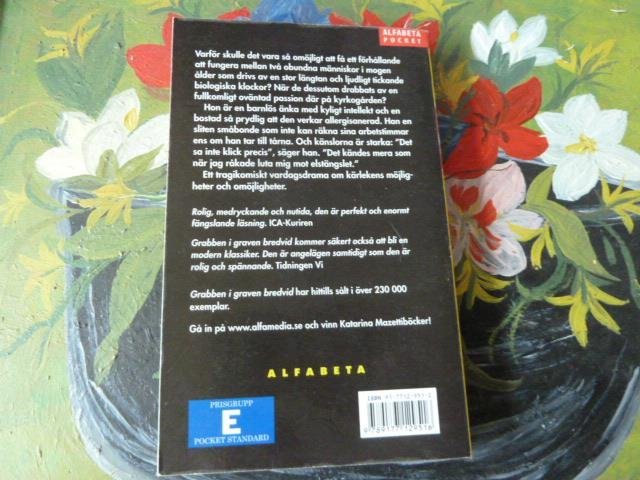 ALFABETA
POCKET
Varför skulle det vara så omöjligt att få ett förhållande
att fungera mellan två obundna människor i mogen
ålder som drivs av en stor längtan och ljudligt tickande
biologiska klockor? När de dessutom drabbats av en
fullkomligt oväntad passion där på kyrkogården?
Hon är en barnlös änka med kyligt intellekt och en
bostad så prydlig att den verkar allergisanerad. Han en
sliten småbonde som inte kan räkna sina arbetstimmar
ens om han tar till tårna. Och känslorna är starka: "Det
sa inte klick precis", säger han. "Det kändes mera som
när jag råkade luta mig mot elstängslet."
Ett tragikomiskt vardagsdrama om kärlekens möjlig-
heter och omöjligheter.
Rolig, medryckande och nutida, den är perfekt och enormt
fängslande läsning. ICA-Kuriren
Grabben i graven bredvid kommer säkert också att bli en
modern klassiker. Den är angelägen samtidigt som den är
rolig och spännande. Tidningen Vi
Grabben i graven bredvid har hittills sålt i över 230 000
exemplar.
Gå in på www.alfamedia.se och vinn Katarina Mazettiböcker!
ALFABETA
PRISGRUPP
E
POCKET STANDARD
9 789177 129516